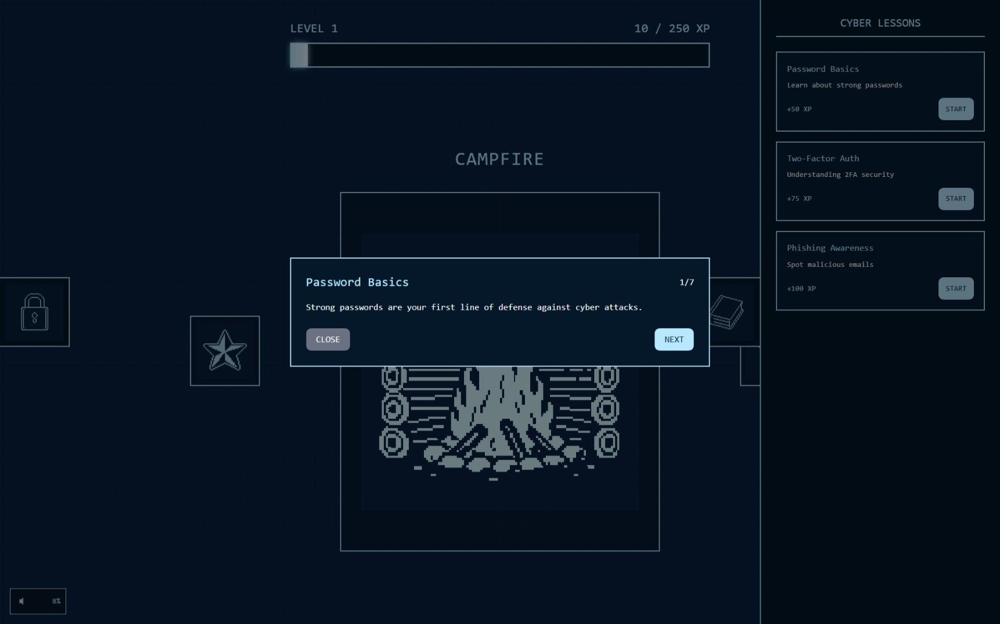 LEVEL 1
10 / 250 XP
CAMPFIRE
Password Basics
1/7
Strong passwords are your first line of defense against cyber attacks.
CLOSE
NEXT
8%
CYBER LESSONS
Password Basics
Learn about strong passwords
+50 XP
START
Two-Factor Auth
Understanding 2FA security
+75 XP
START
Phishing Awareness
Spot malicious emails
+100 XP
START